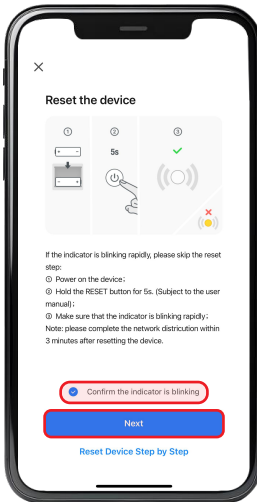 Reset the device
① ② ③
5s
If the indicator is blinking rapidly, please skip the reset
step:
① Power on the device;
② Hold the RESET button for 5s. (Subject to the user
manual);
③ Make sure that the indicator is blinking rapidly;
Note: please complete the network districution within
3 minutes after resetting the device.
Confirm the indicator is blinking
Next
Reset Device Step by Step